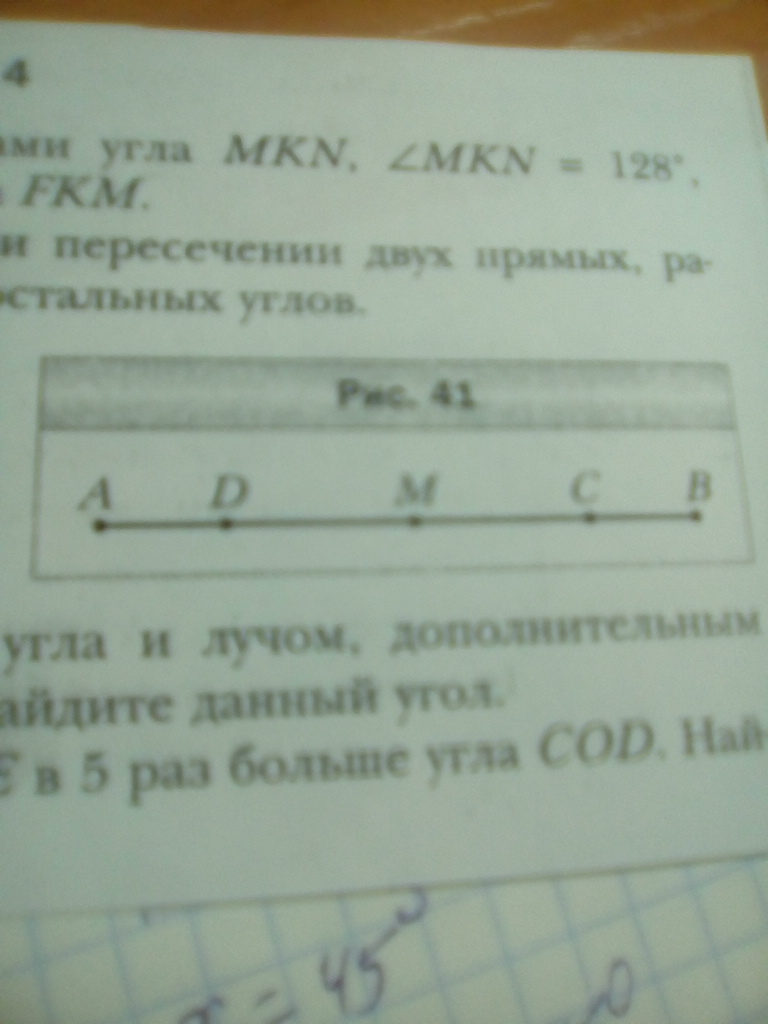 4
ами угла MKN, ∠MKN = 128°,
FKM.
и пересечении двух прямых, ра-
остальных углов.
Рис. 41
A D M C B
угла и лучом, дополнительным
айдите данный угол.
E в 5 раз больше угла COD. Най-
x = 45°